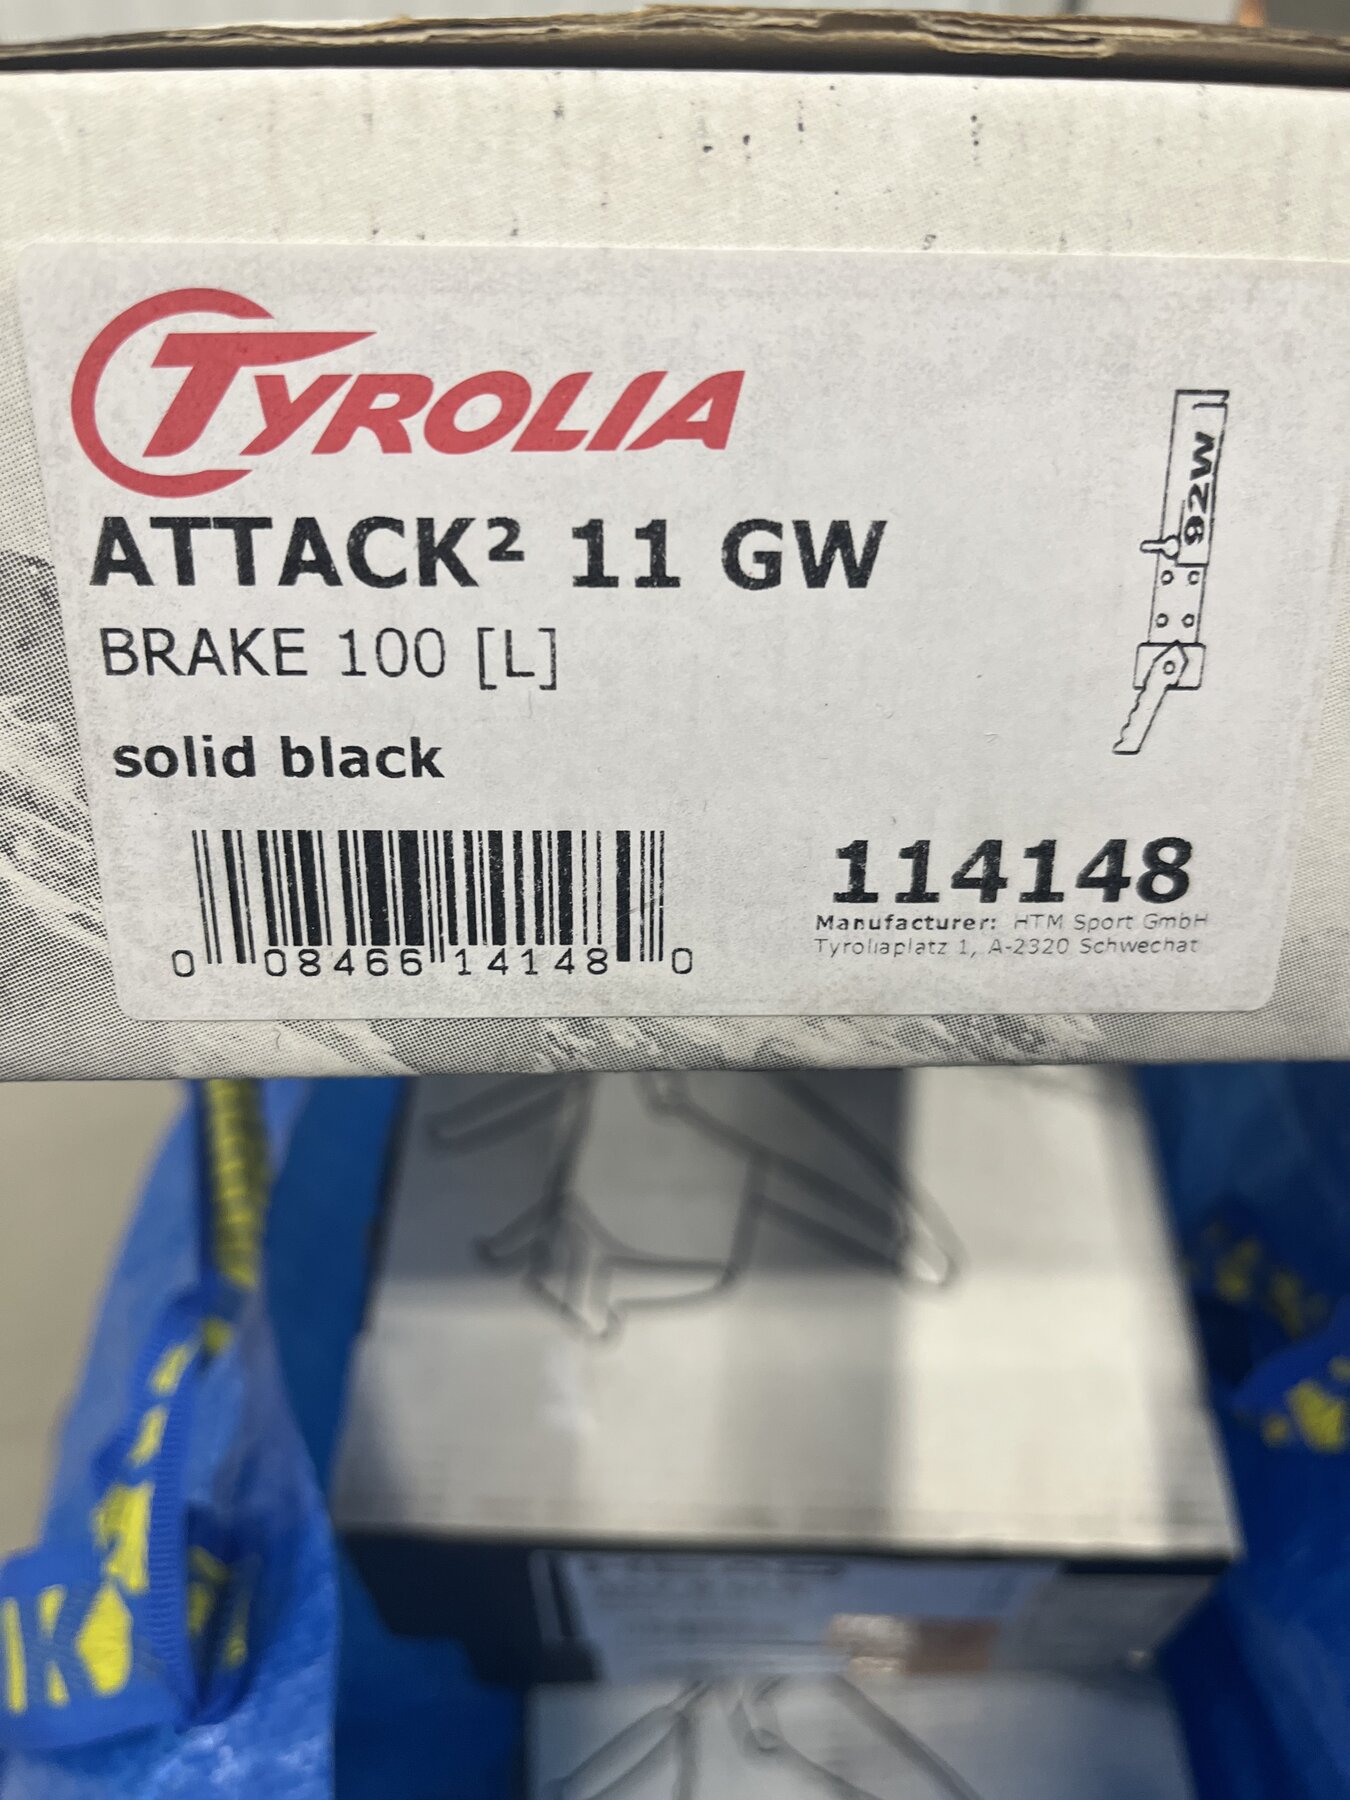 TYROLIA
ATTACK² 11 GW
BRAKE 100 [L]
solid black
92W
0 08466 14148 0
114148
Manufacturer: HTM Sport GmbH
Tyroliaplatz 1, A-2320 Schwechat